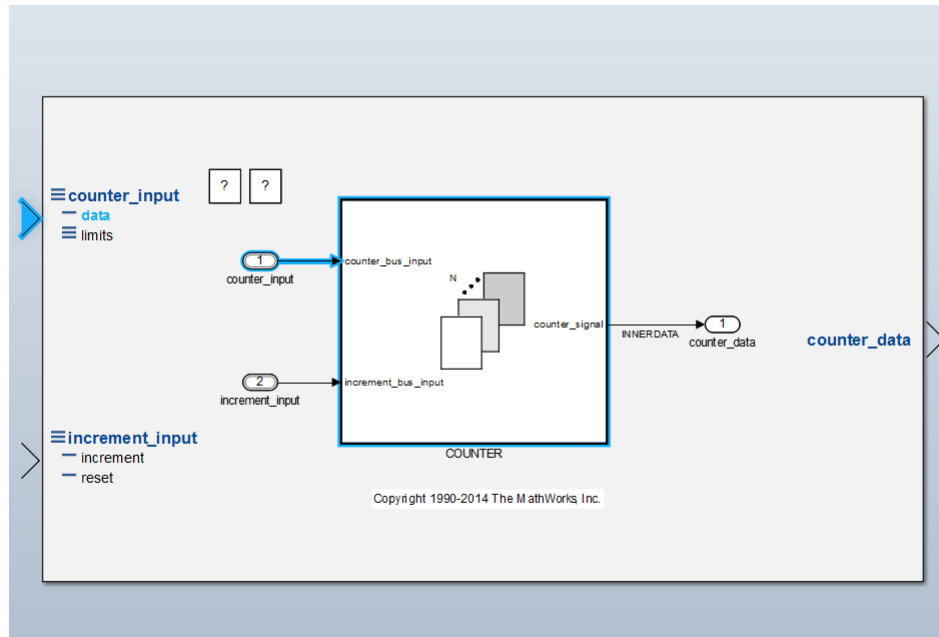 counter_input
data
limits
?
?
1
counter_input
counter_bus_input
N
counter_signal
INNERDATA
1
counter_data
counter_data
2
increment_input
increment_bus_input
increment_input
increment
reset
COUNTER
Copyright 1990-2014 The MathWorks, Inc.